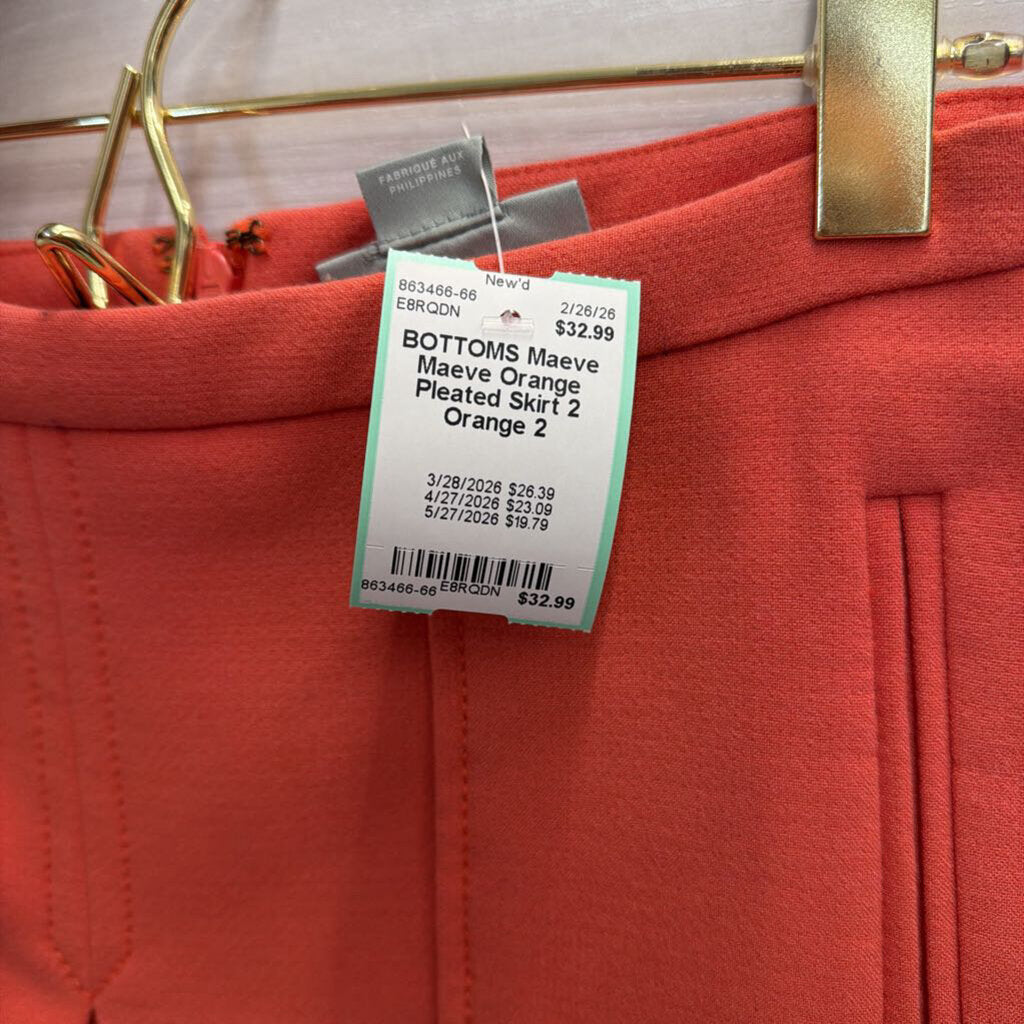 FABRIQUÉ AUX
PHILIPPINES
New'd
863466-66
E8RQDN
2/26/26
$32.99
BOTTOMS Maeve
Maeve Orange
Pleated Skirt 2
Orange 2
3/28/2026 $26.39
4/27/2026 $23.09
5/27/2026 $19.79
863466-66 E8RQDN $32.99